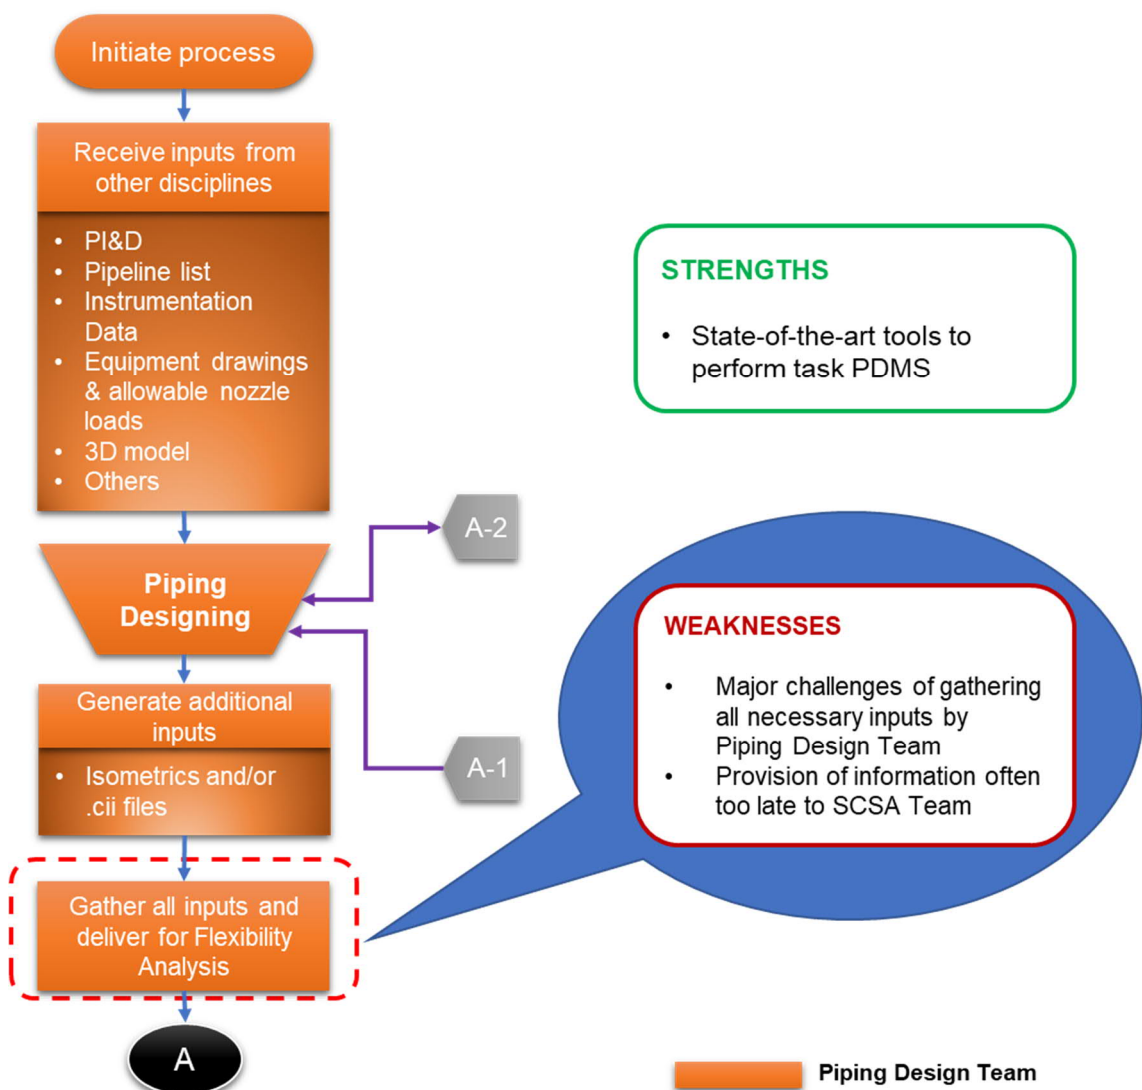 Initiate process
Receive inputs from
other disciplines
• PI&D
• Pipeline list
• Instrumentation
Data
• Equipment drawings
& allowable nozzle
loads
• 3D model
• Others
STRENGTHS
• State-of-the-art tools to
perform task PDMS
A-2
Piping
Designing
WEAKNESSES
• Major challenges of gathering
all necessary inputs by
Piping Design Team
• Provision of information often
too late to SCSA Team
Generate additional
inputs
• Isometrics and/or
.cii files
A-1
Gather all inputs and
deliver for Flexibility
Analysis
A
Piping Design Team